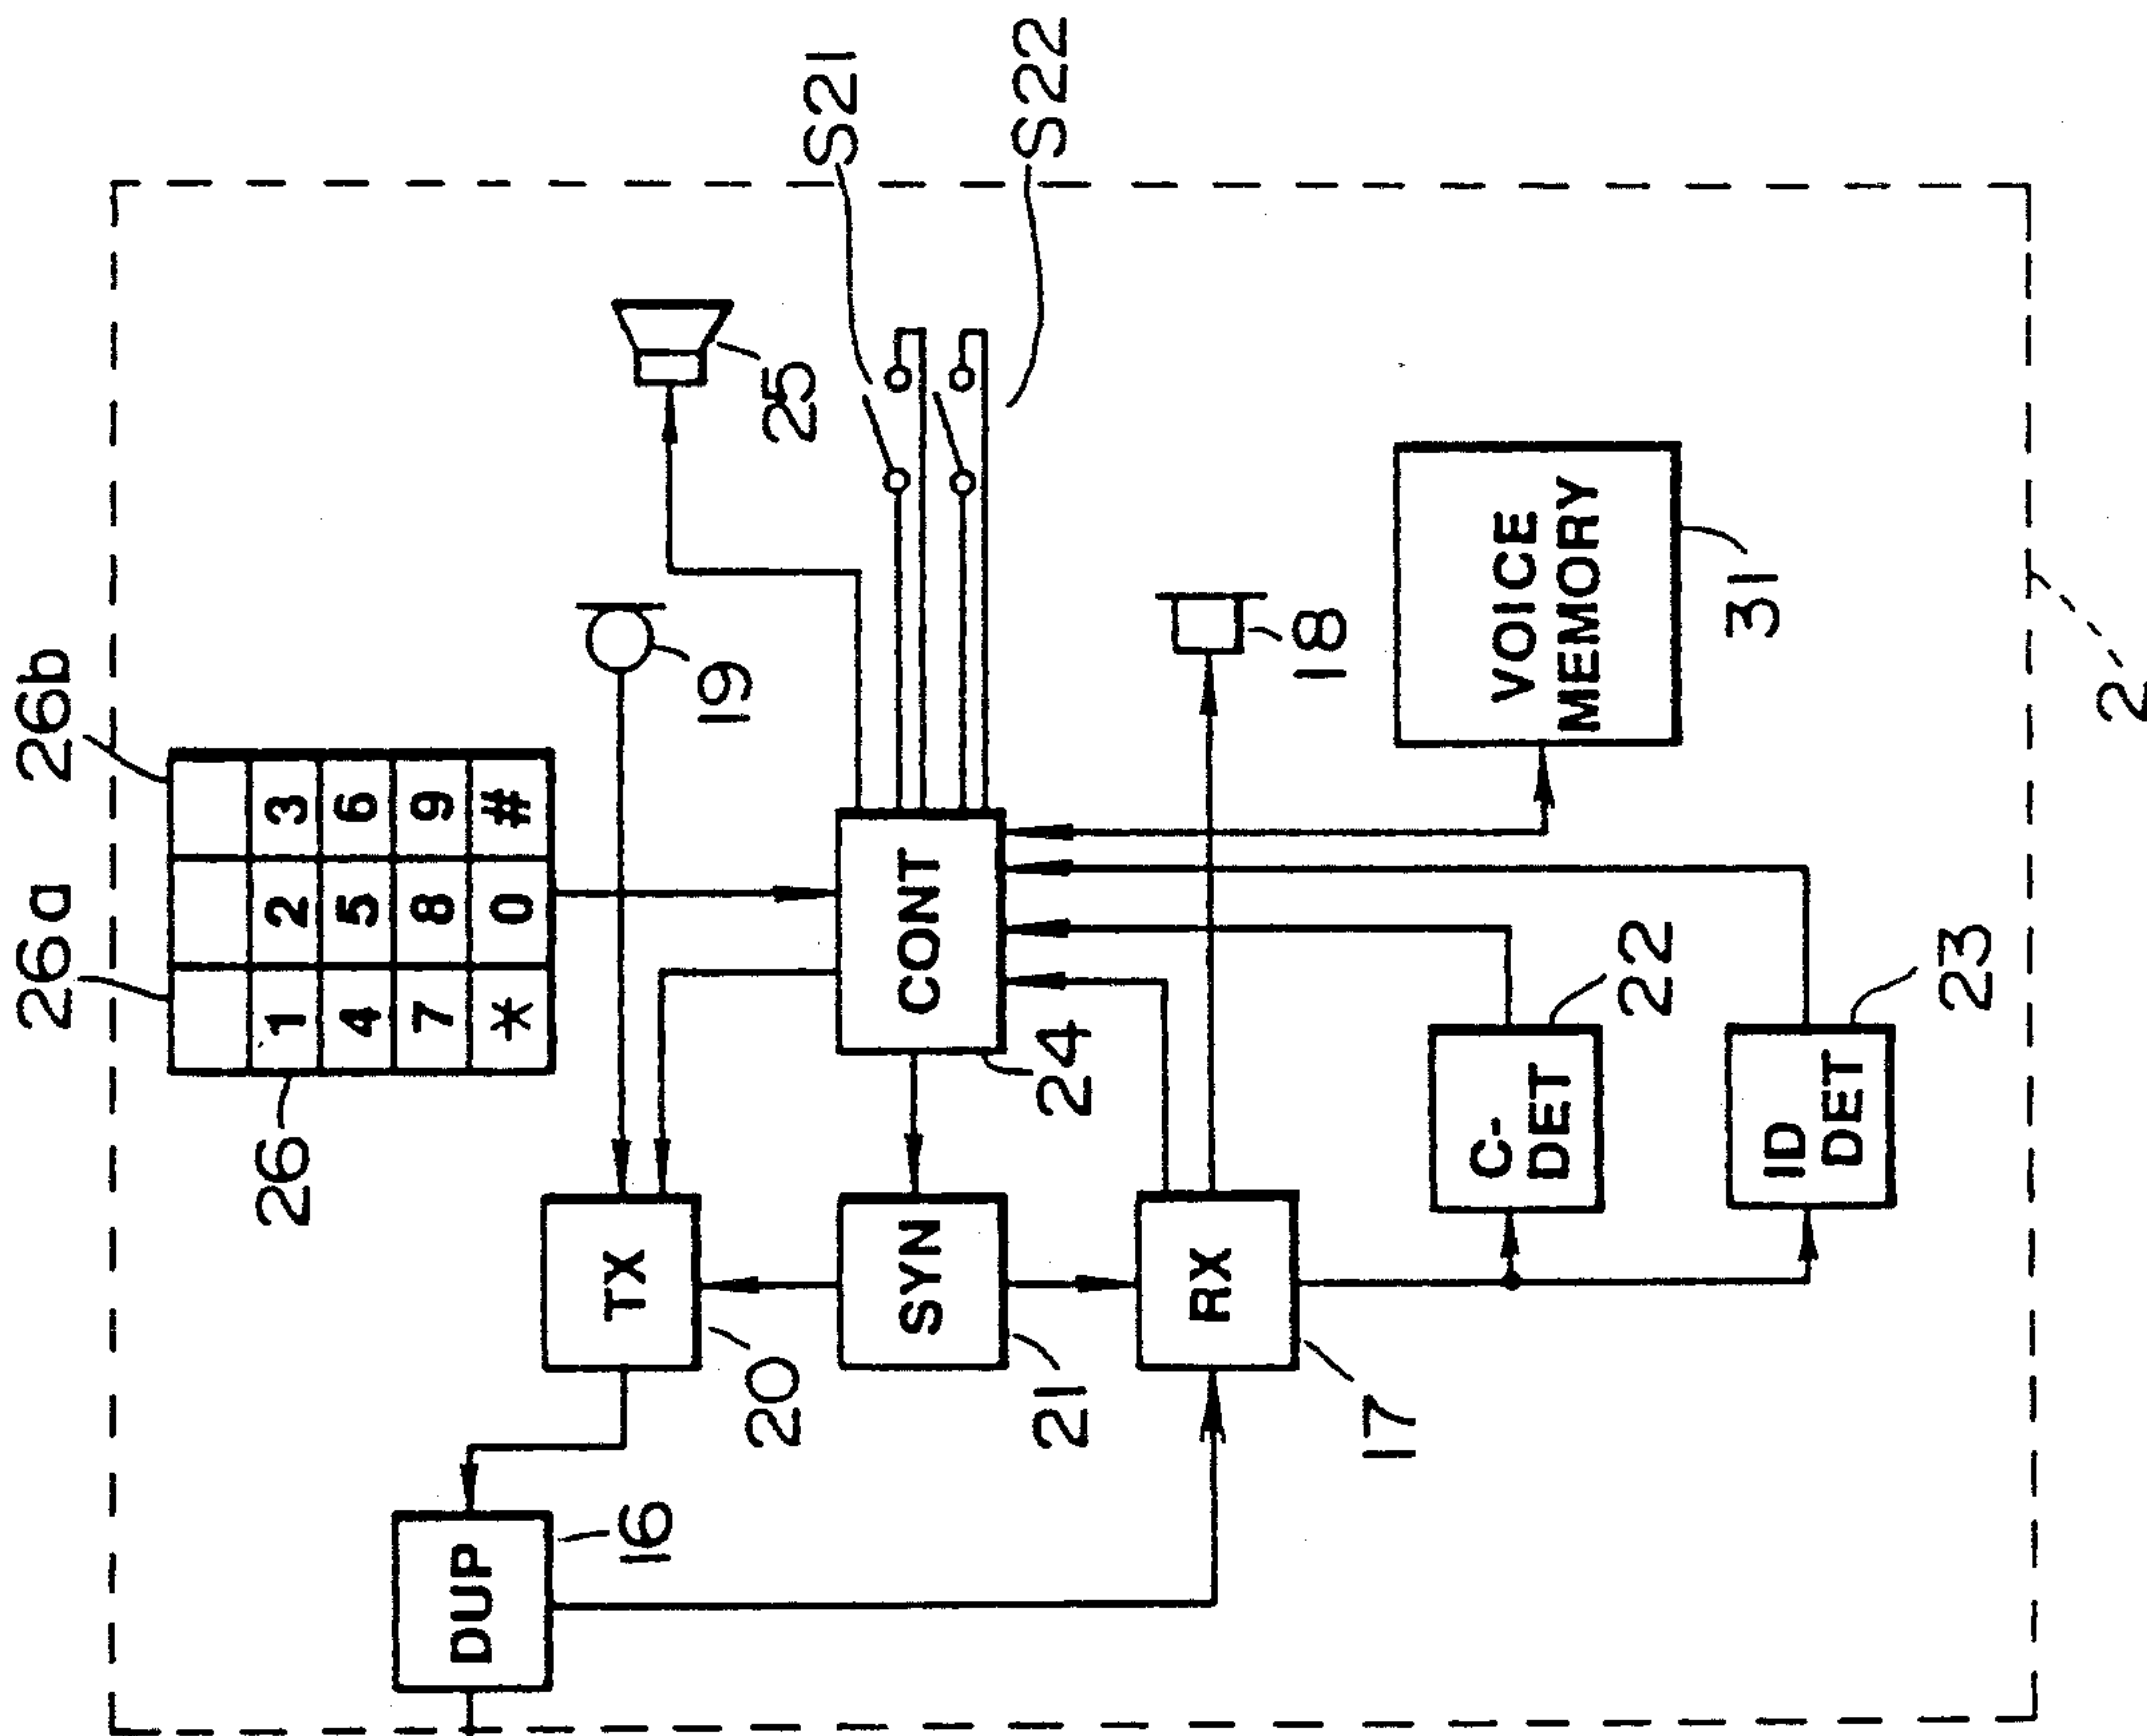 26a
26b
1 2 3
4 5 6
7 8 9
* 0 #
26
DUP
16
TX
20
19
25
S21
S22
SYN
21
CONT
24
RX
17
18
C-
DET
22
VOICE
MEMORY
31
ID
DET
23
2